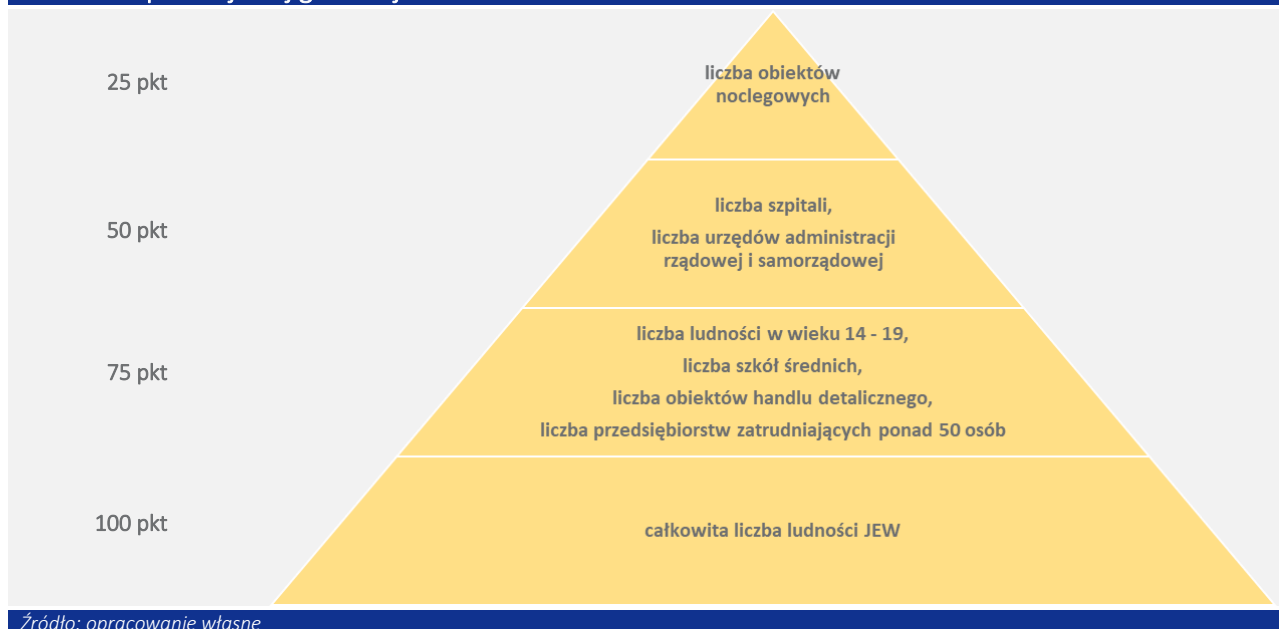 25 pkt
liczba obiektów
noclegowych
50 pkt
liczba szpitali,
liczba urzędów administracji
rządowej i samorządowej
75 pkt
liczba ludności w wieku 14 - 19,
liczba szkół średnich,
liczba obiektów handlu detalicznego,
liczba przedsiębiorstw zatrudniających ponad 50 osób
100 pkt
całkowita liczba ludności JEW
Źródło: opracowanie własne